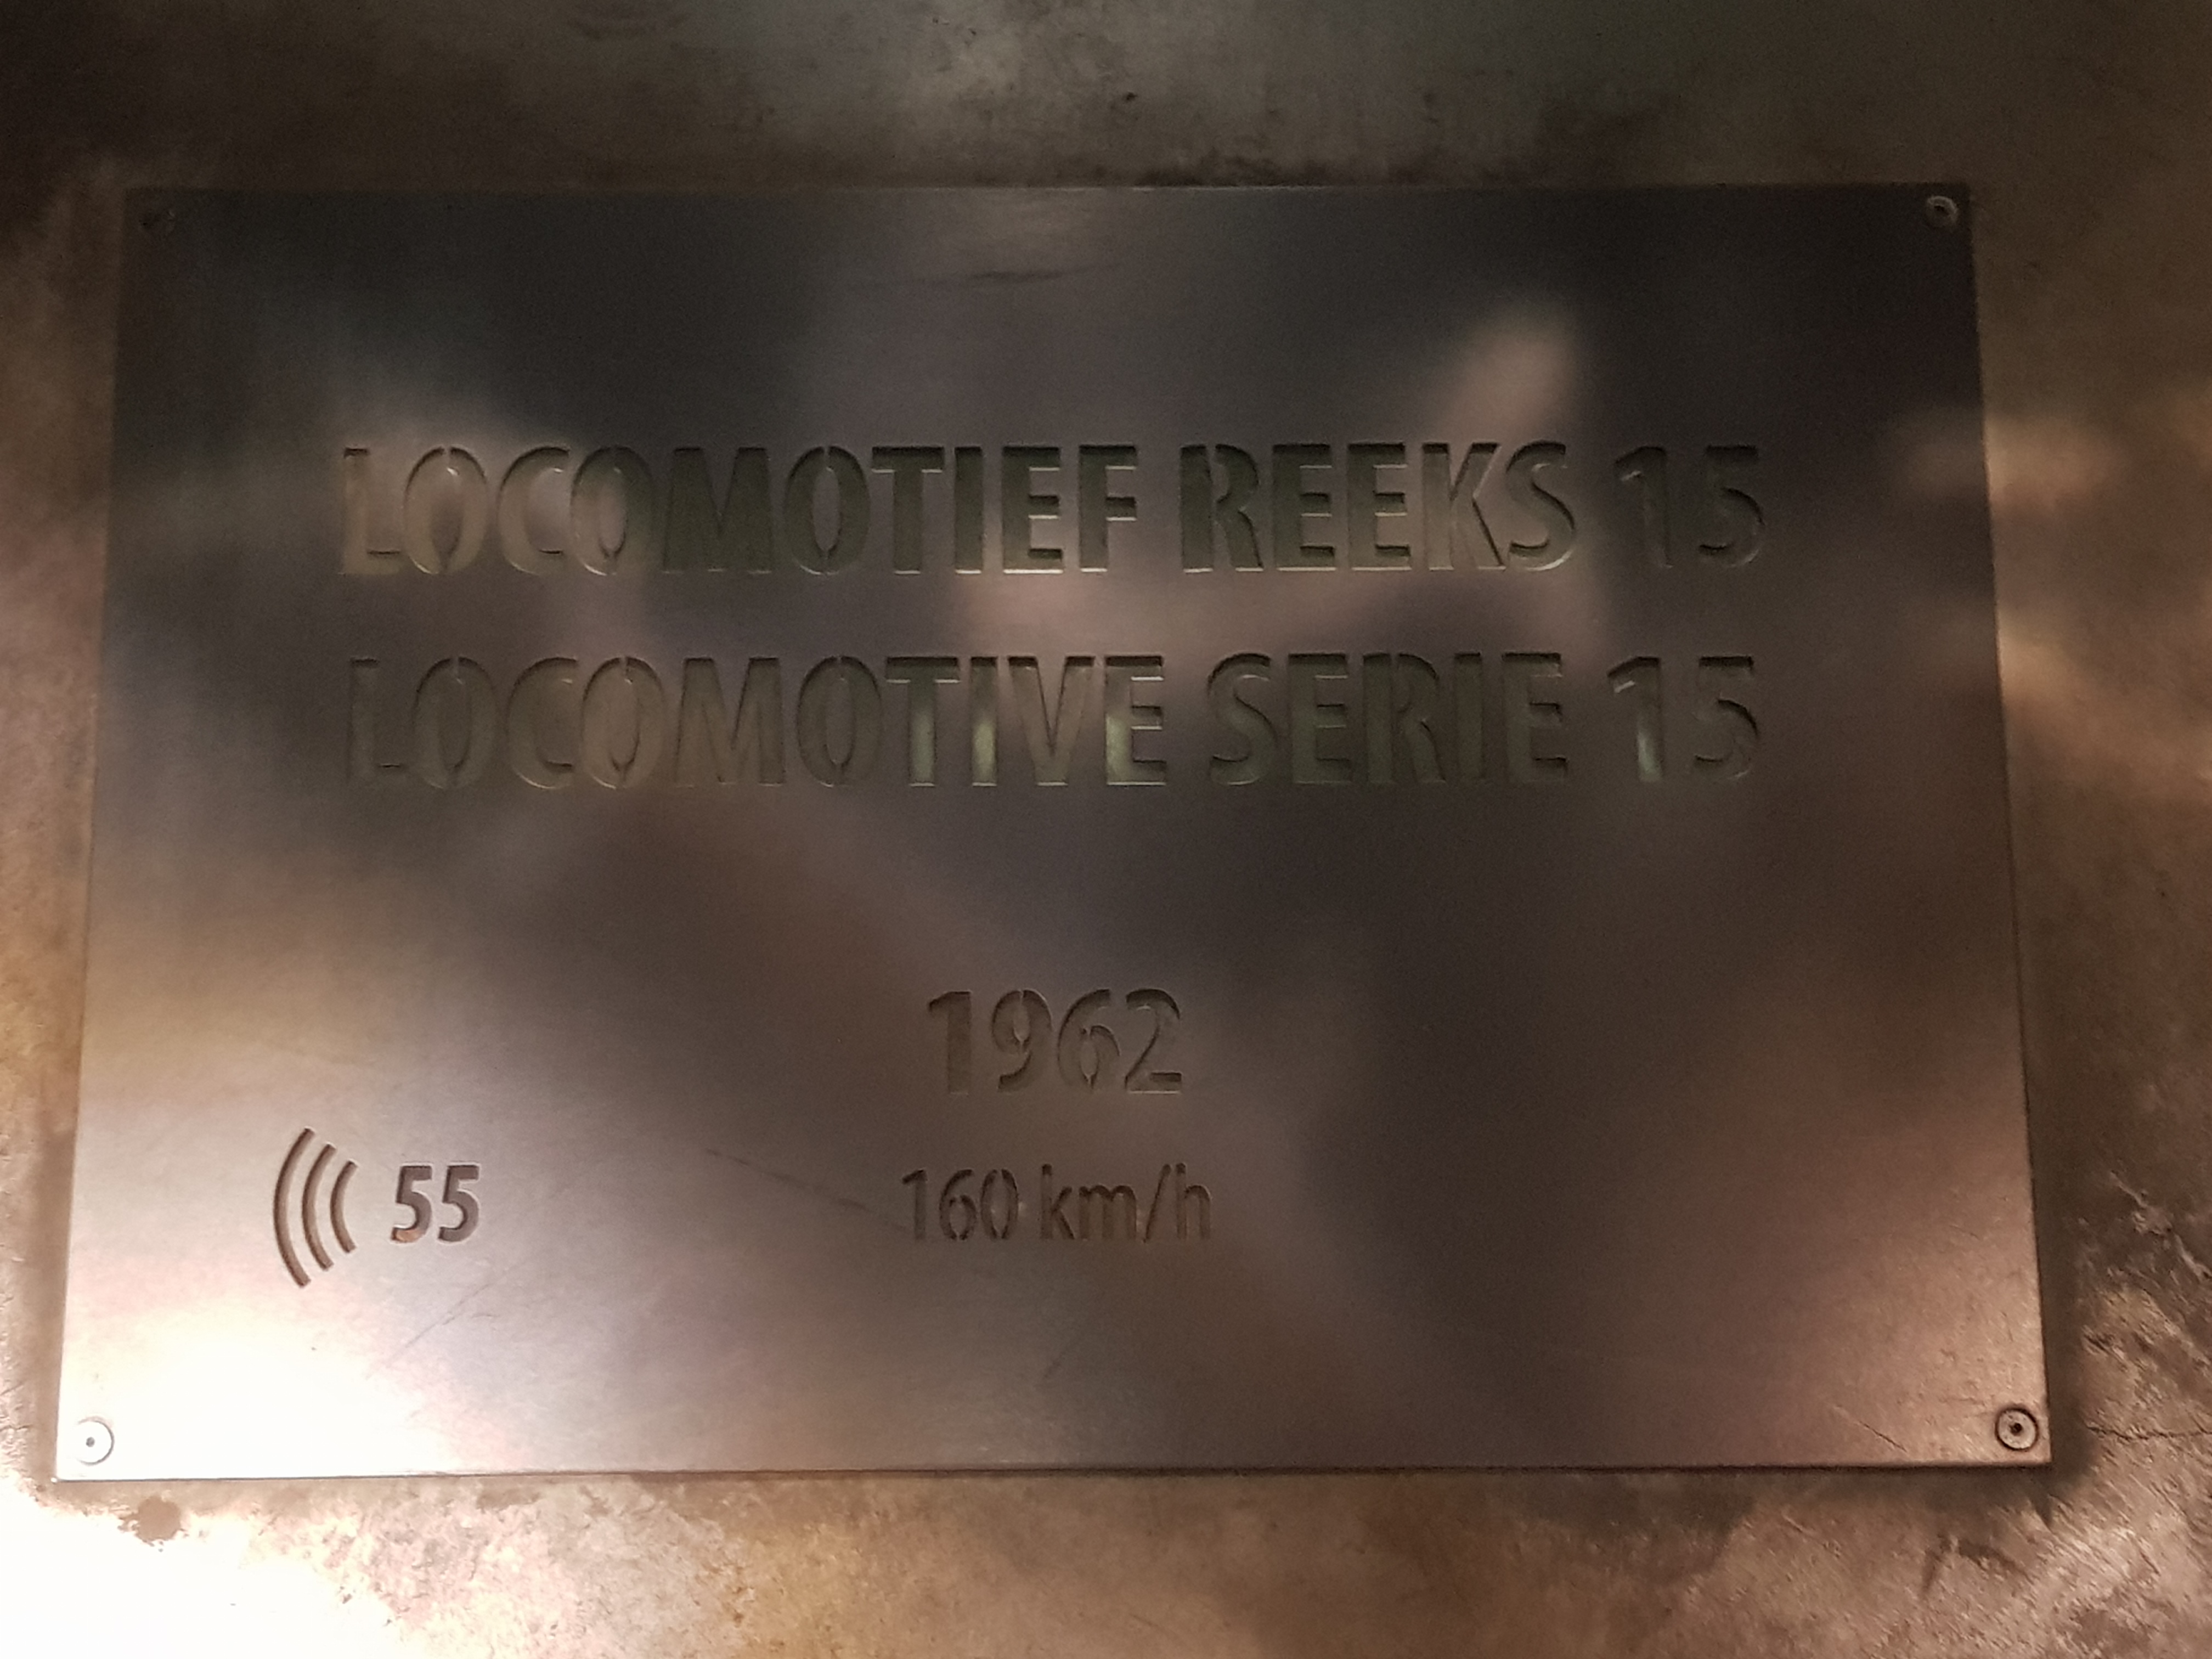 LOCOMOTIEF REEKS 15
LOCOMOTIVE SERIE 15
1962
55
160 km/h